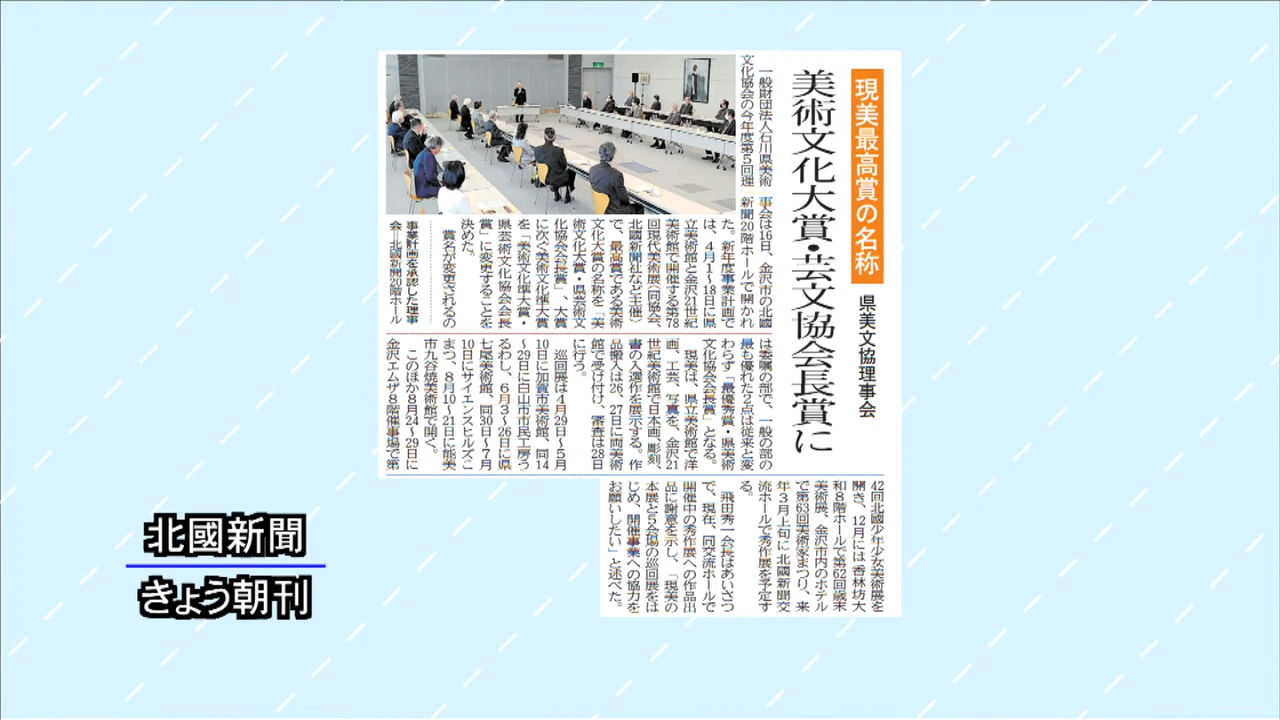 現美最高賞の名称
美術文化大賞・芸文協会長賞に
県美文協理事会
一般財団法人石川県美術
文化協会の今年度第5回理
事会は16日、金沢市の北國
新聞20階ホールで開かれ
た。新年度事業計画で
は、4月1~18日に県
立美術館と金沢21世紀
美術館で開催する第78
回現代美術展(同協会、
北國新聞社など主催)
で、最高賞である美術
文化大賞の名称を「美
術文化大賞・県芸術文
化協会会長賞」、大賞
に次ぐ美術文化準大賞
を「美術文化準大賞・
県芸術文化協会会長
賞」に変更することを
決めた。
賞名が変更されるの
は委嘱の部で、一般の部の
最も優れた2点は従来と変
わらず「最優秀賞・県美術
文化協会会長賞」となる。
現美は、県立美術館で洋
画、工芸、写真を、金沢21
世紀美術館で日本画、彫刻、
書の入選作を展示する。作
品搬入は26、27日に両美術
館で受け付け、審査は28日
に行う。
巡回展は4月29日~5月
10日に加賀市美術館、同14
~29日に白山市市民工房う
るわし、6月3~26日に県
七尾美術館、同30日~7月
10日にサイエンスヒルズこ
まつ、8月10~21日に能美
市九谷焼美術館で開く。
このほか8月24~29日に
金沢エムザ8階催事場で第
42回北國少年少女美術展を
開き、12月には香林坊大
和8階ホールで第62回歳末
美術展、金沢市内のホテル
で第63回美術家まつり、来
年3月上旬に北國新聞交
流ホールで秀作展を予定す
る。
飛田秀一会長はあいさつ
で、現在、同交流ホールで
開催中の秀作展への作品出
品に謝意を示し、「現美の
本展と5会場の巡回展をは
じめ、開催事業への協力を
お願いしたい」と述べた。
事業計画を承認した理事
会=北國新聞20階ホール
北國新聞
きょう朝刊